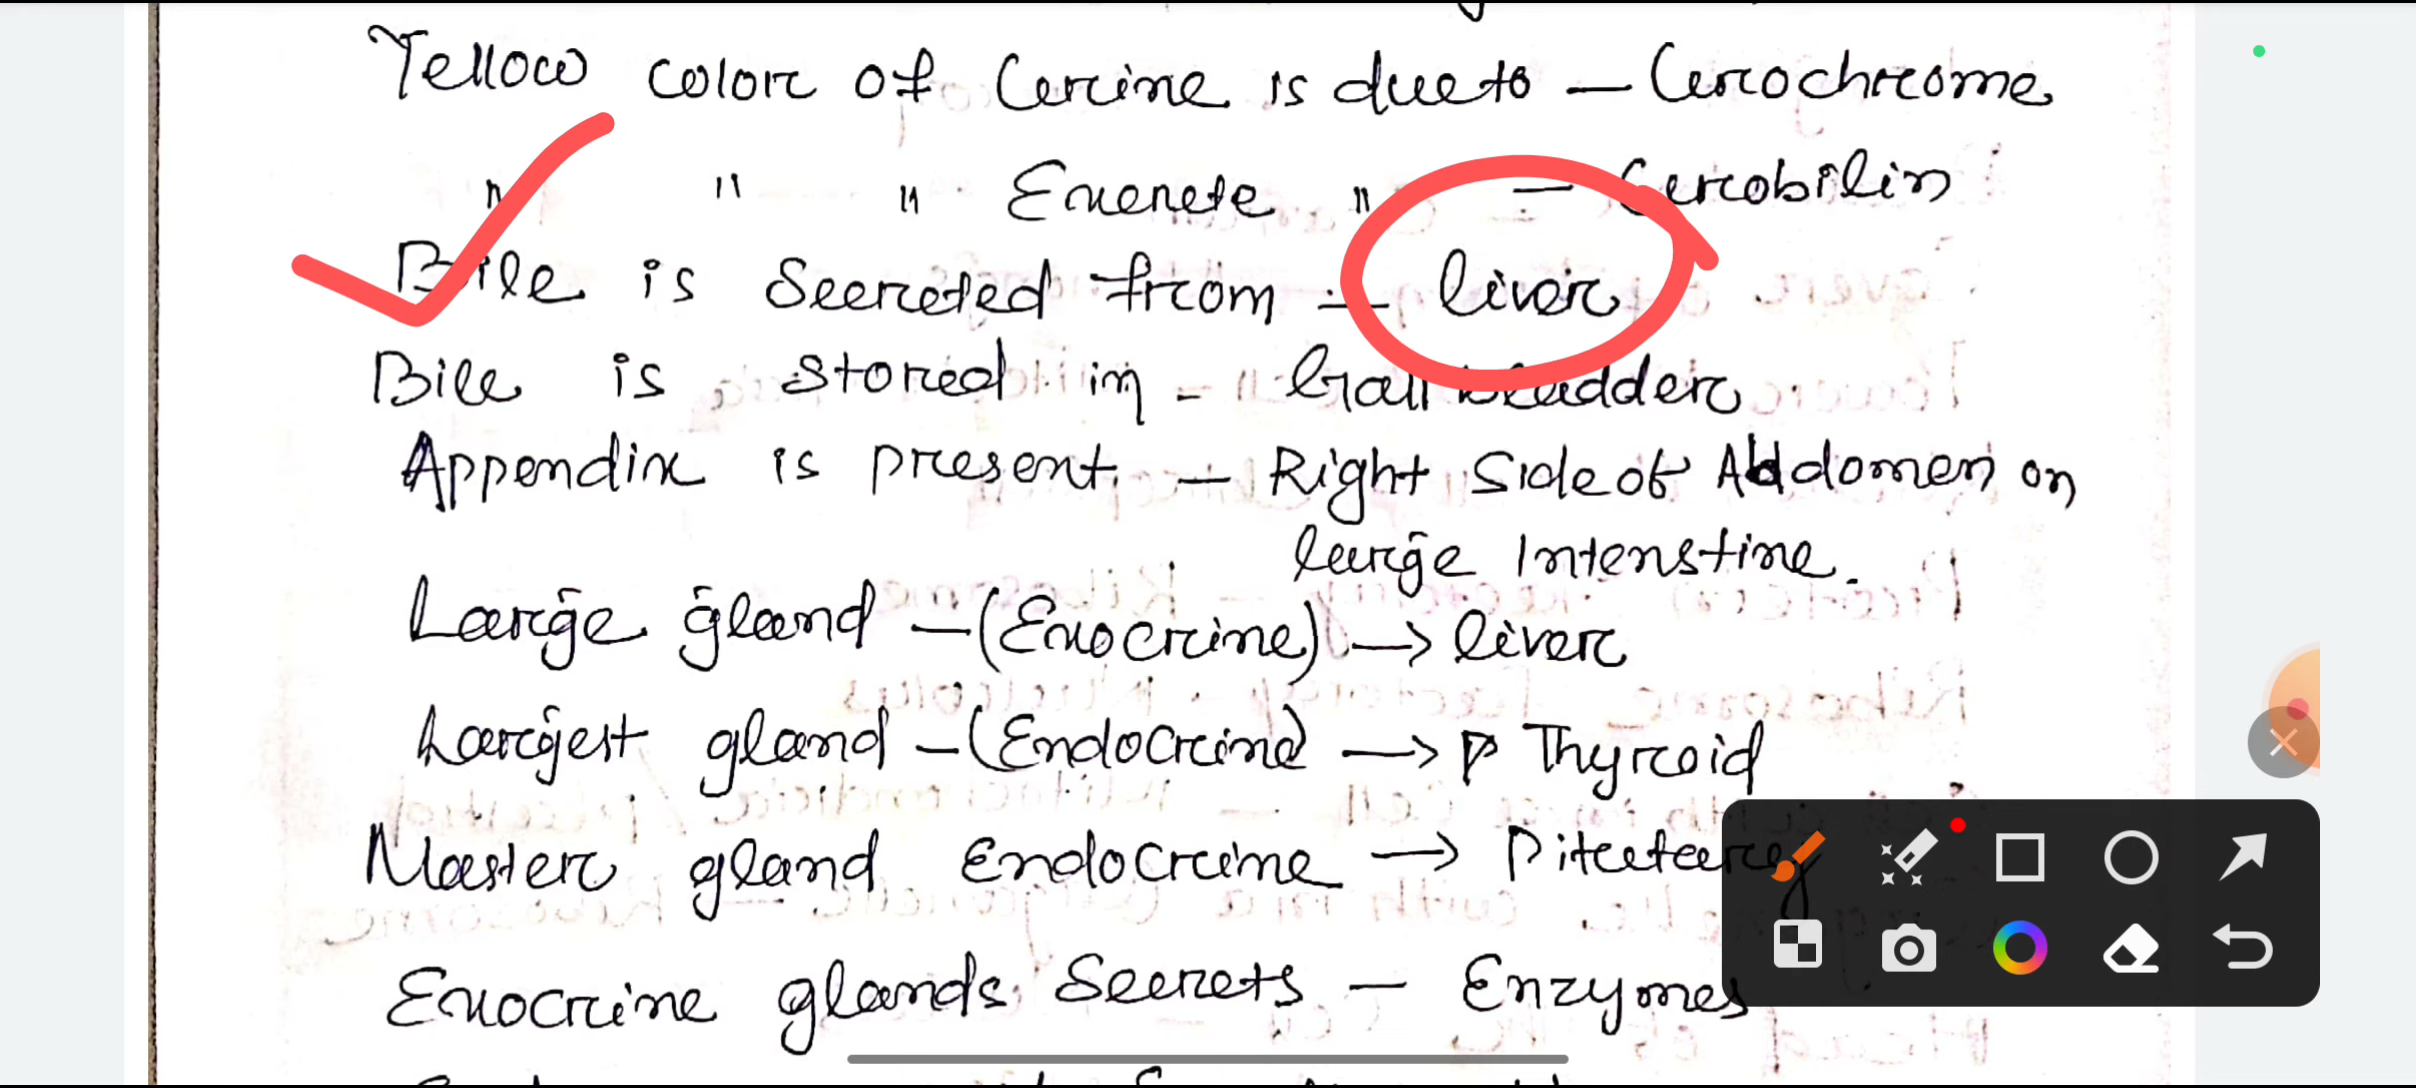 Yellow color of Urine is due to – Urochrome
" " " Excrete " – Urobilin
Bile is Secreted from – liver
Bile is stored in – Gall bladder
Appendix is present – Right Side of Abdomen on
large Intenstine.
Large gland – (Exocrine) → liver
Largest gland – (Endocrine) → Thyroid
Master gland Endocrine → Pitutary
Exocrine glands Secrets – Enzymes